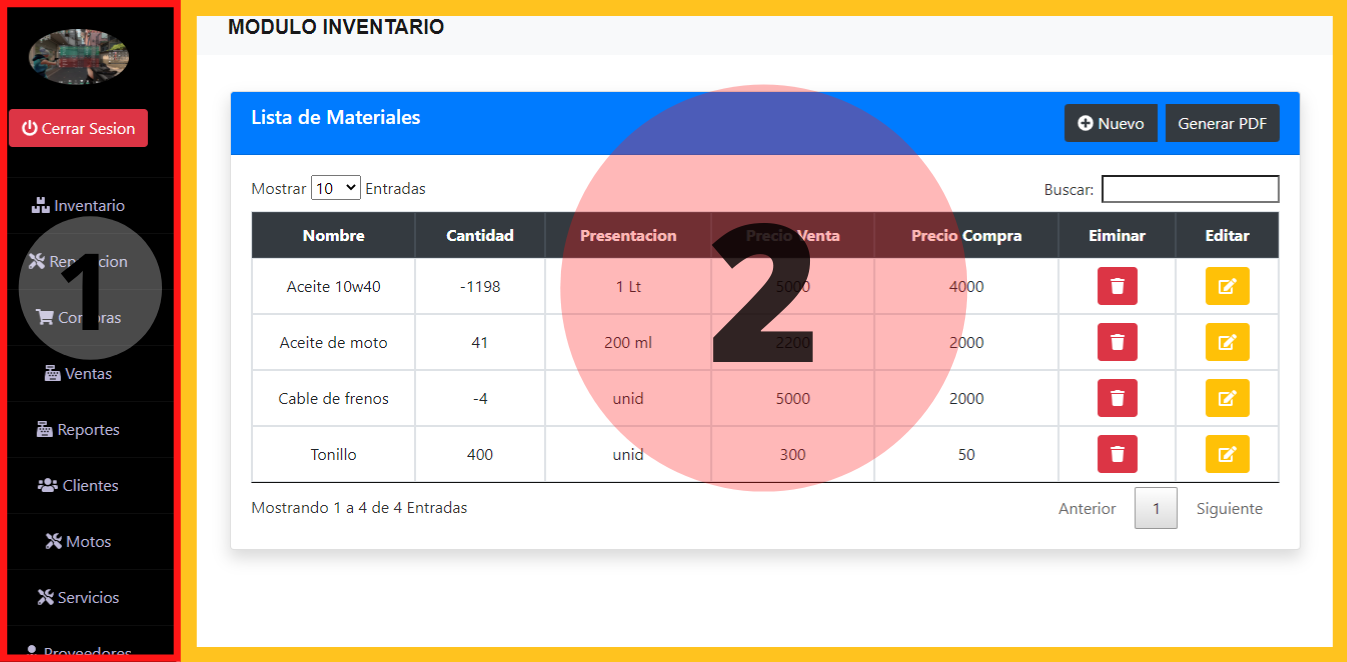 MODULO INVENTARIO
Cerrar Sesion
Inventario
Reparacion
Compras
Ventas
Reportes
Clientes
Motos
Servicios
Proveedores
1
Lista de Materiales
Nuevo Generar PDF
Mostrar 10 Entradas Buscar:
Nombre Cantidad Presentacion Precio Venta Precio Compra Eiminar Editar
Aceite 10w40 -1198 1 Lt 5000 4000
Aceite de moto 41 200 ml 2200 2000
Cable de frenos -4 unid 5000 2000
Tonillo 400 unid 300 50
2
Mostrando 1 a 4 de 4 Entradas Anterior 1 Siguiente